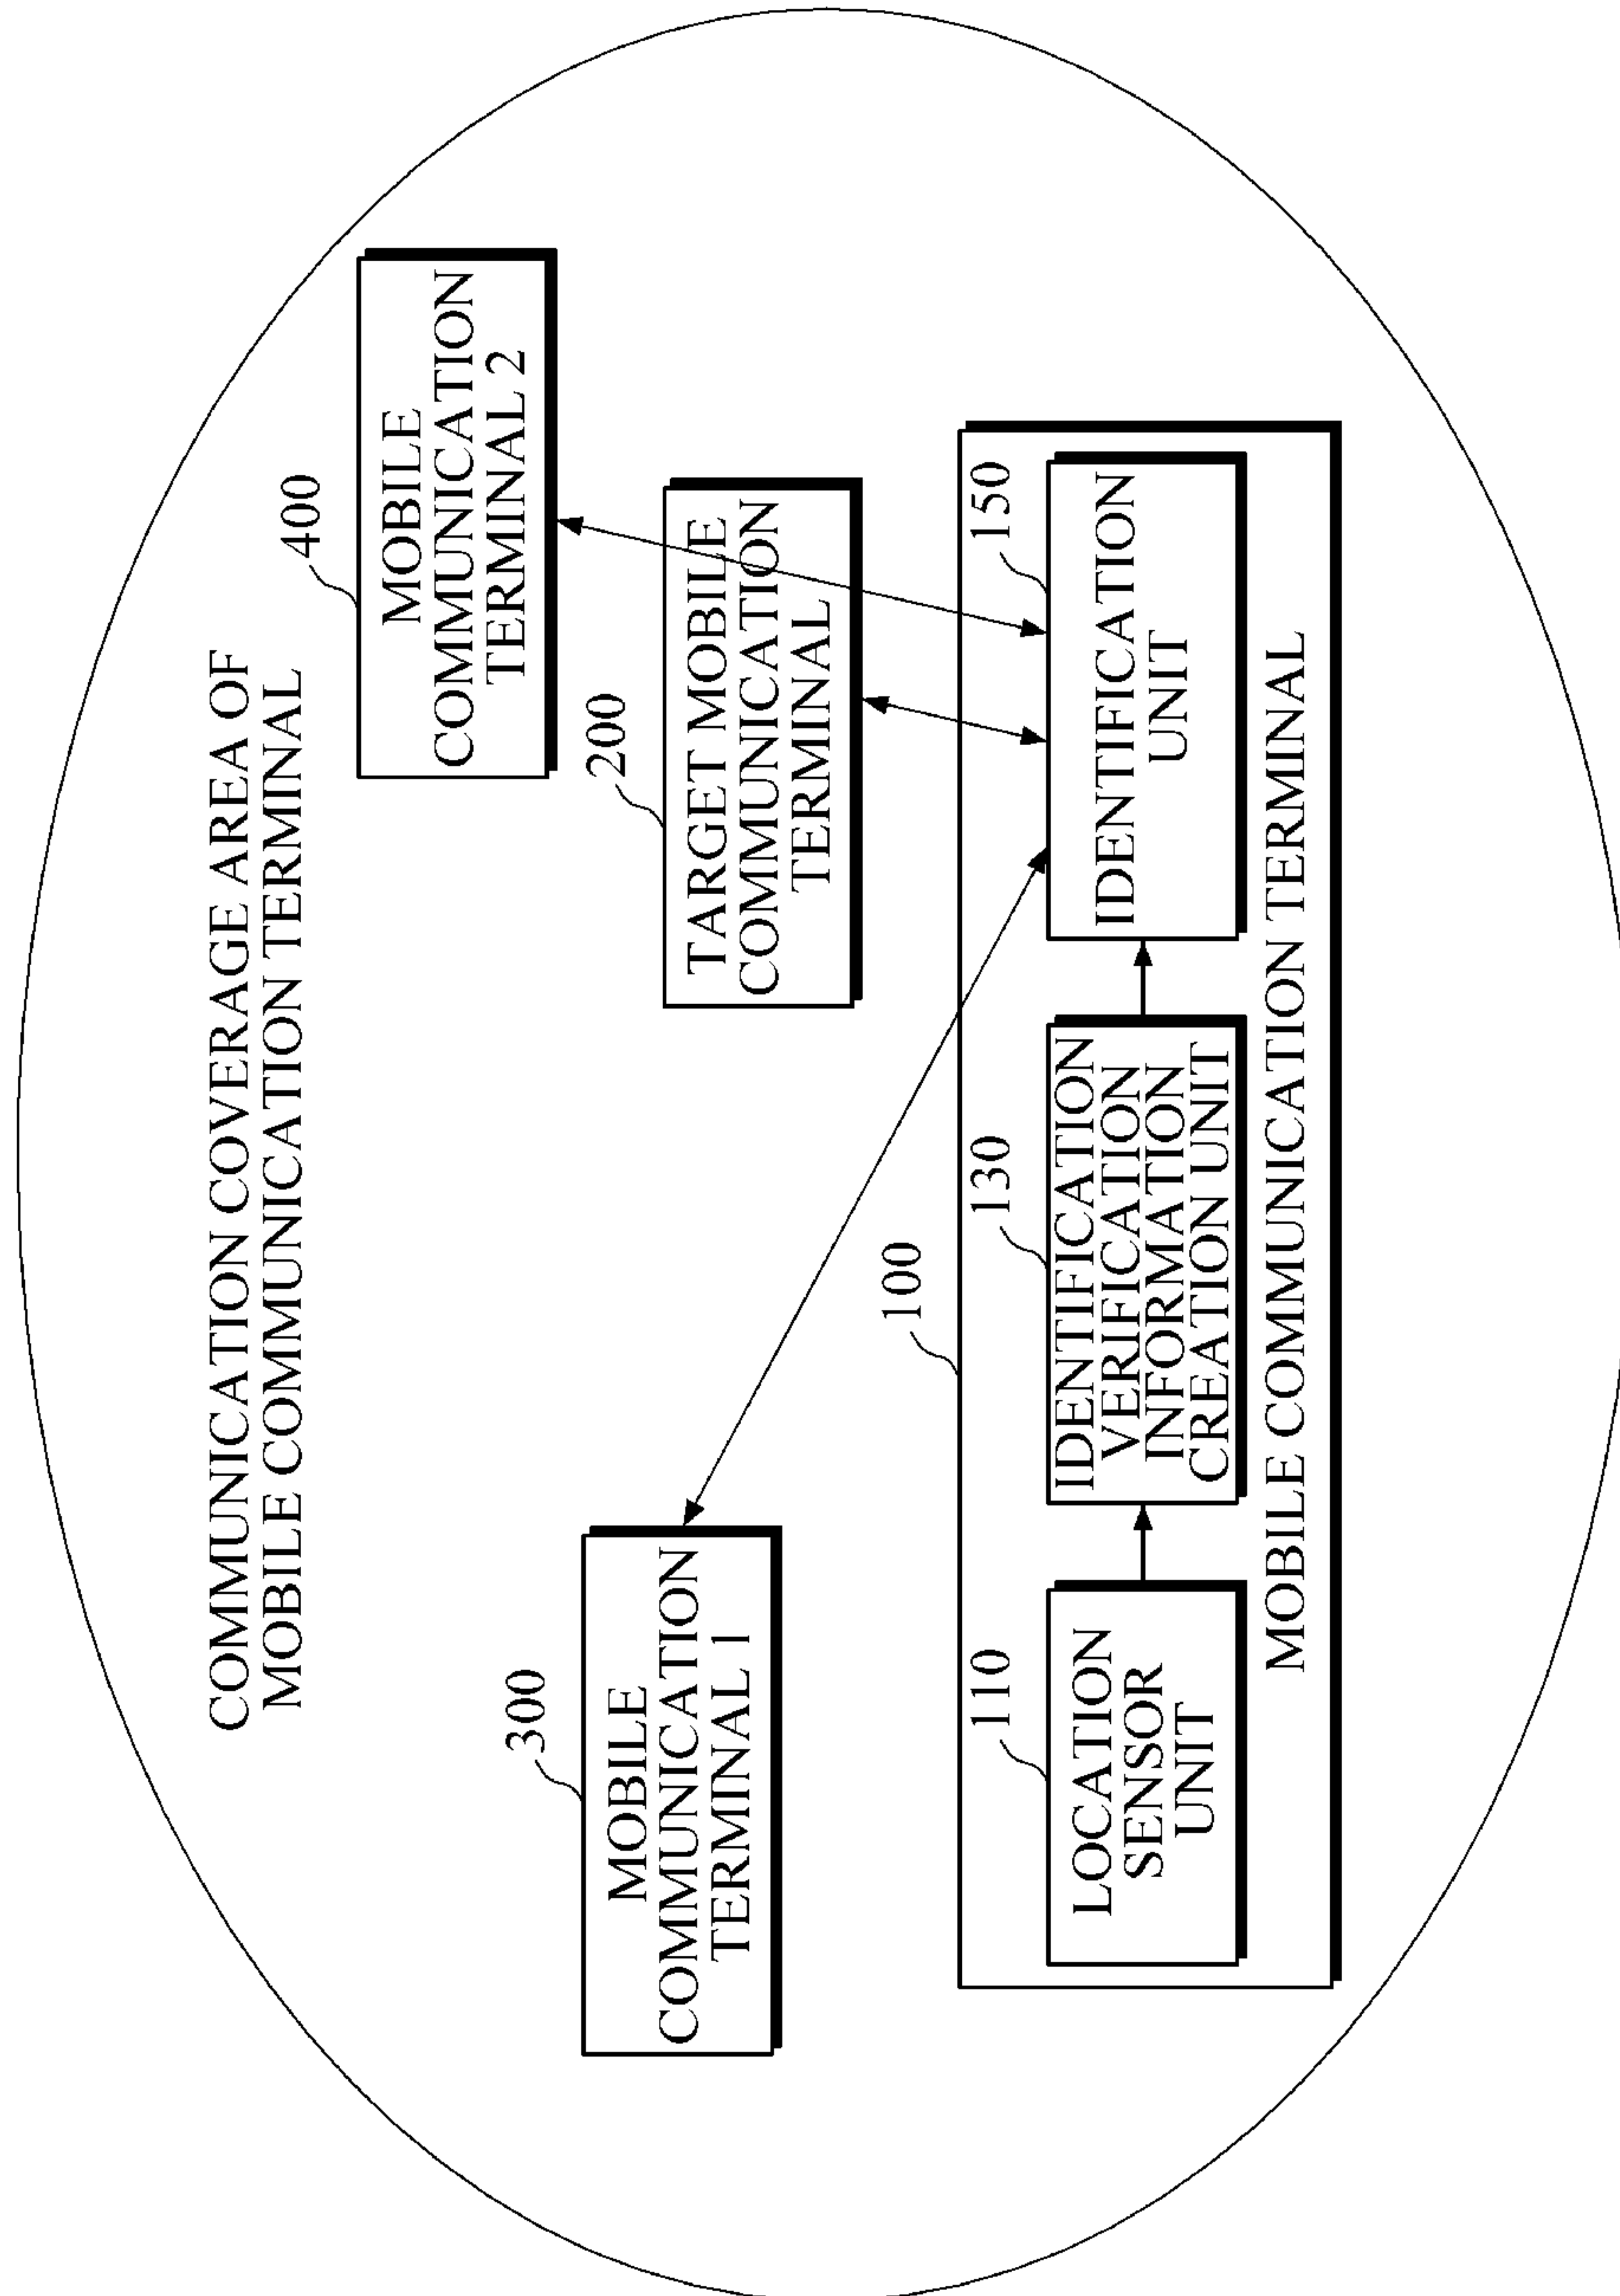 COMMUNICATION COVERAGE AREA OF
MOBILE COMMUNICATION TERMINAL
400
MOBILE
COMMUNICATION
TERMINAL 2
300
MOBILE
COMMUNICATION
TERMINAL 1
200
TARGET MOBILE
COMMUNICATION
TERMINAL
100
110
LOCATION
SENSOR
UNIT
130
IDENTIFICATION
VERIFICATION
INFORMATION
CREATION UNIT
150
IDENTIFICATION
UNIT
MOBILE COMMUNICATION TERMINAL